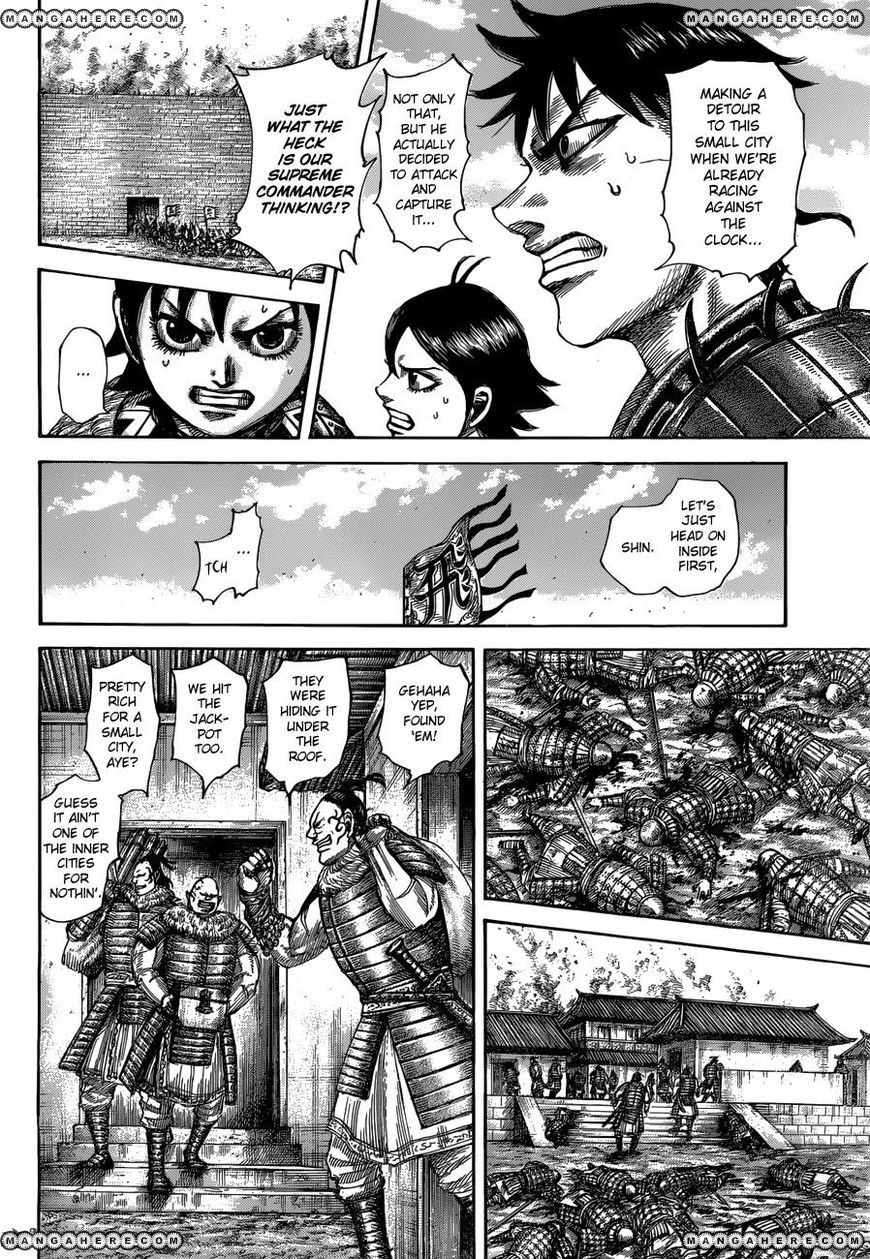 MANGAHERE.COM
MANGAHERE.COM
MAKING A
DETOUR
TO THIS
SMALL CITY
WHEN WE'RE
ALREADY
RACING
AGAINST
THE
CLOCK...
NOT ONLY
THAT,
BUT HE
ACTUALLY
DECIDED
TO ATTACK
AND
CAPTURE
IT...
JUST
WHAT THE
HECK
IS OUR
SUPREME
COMMANDER
THINKING!?
...
LET'S
JUST
HEAD ON
INSIDE
FIRST,
SHIN.
...
TCH
飛
GEHAHA
YEP,
FOUND
'EM!
THEY
WERE
HIDING IT
UNDER
THE
ROOF.
WE HIT
THE
JACK-
POT
TOO.
PRETTY
RICH
FOR A
SMALL
CITY,
AYE?
GUESS
IT AIN'T
ONE OF
THE INNER
CITIES
FOR
NOTHIN'.
MANGAHERE.COM
MANGAHERE.COM